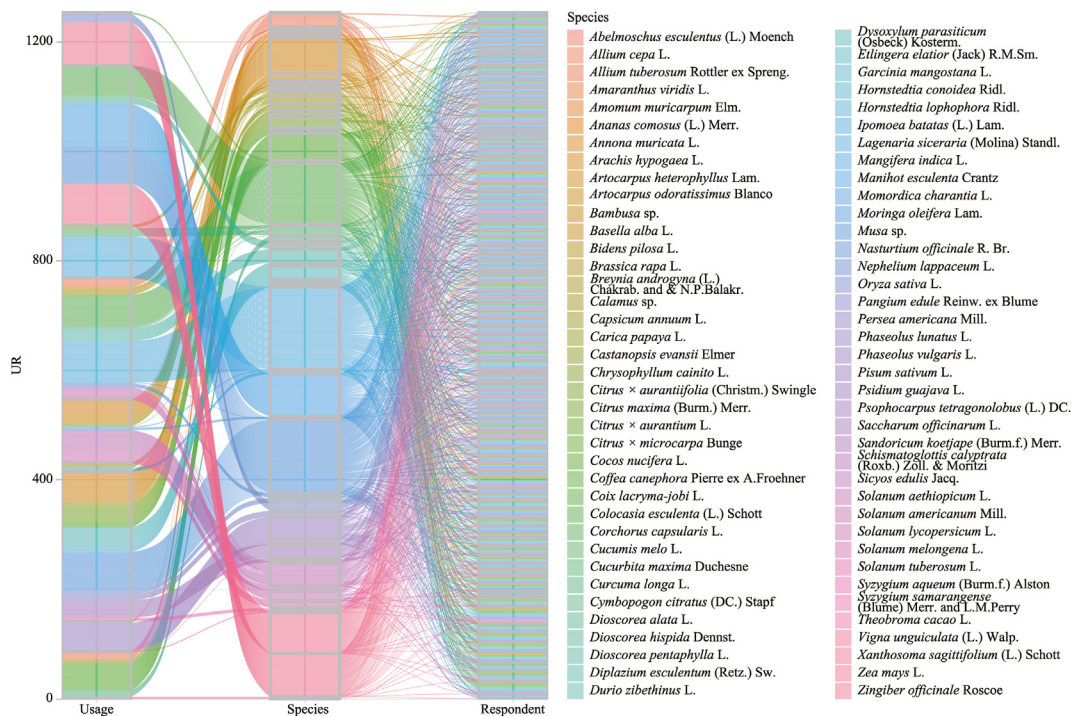 Species
Abelmoschus esculentus (L.) Moench
Allium cepa L.
Allium tuberosum Rottler ex Spreng.
Amaranthus viridis L.
Amomum muricarpum Elm.
Ananas comosus (L.) Merr.
Annona muricata L.
Arachis hypogaea L.
Artocarpus heterophyllus Lam.
Artocarpus odoratissimus Blanco
Bambusa sp.
Basella alba L.
Bidens pilosa L.
Brassica rapa L.
Breynia androgyna (L.)
Chakrab. and & N.P.Balakr.
Calamus sp.
Capsicum annuum L.
Carica papaya L.
Castanopsis evansii Elmer
Chrysophyllum cainito L.
Citrus × aurantiifolia (Christm.) Swingle
Citrus maxima (Burm.) Merr.
Citrus × aurantium L.
Citrus × microcarpa Bunge
Cocos nucifera L.
Coffea canephora Pierre ex A.Froehner
Coix lacryma-jobi L.
Colocasia esculenta (L.) Schott
Corchorus capsularis L.
Cucumis melo L.
Cucurbita maxima Duchesne
Curcuma longa L.
Cymbopogon citratus (DC.) Stapf
Dioscorea alata L.
Dioscorea hispida Dennst.
Dioscorea pentaphylla L.
Diplazium esculentum (Retz.) Sw.
Durio zibethinus L.
Dysoxylum parasiticum
(Osbeck) Kosterm.
Etlingera elatior (Jack) R.M.Sm.
Garcinia mangostana L.
Hornstedtia conoidea Ridl.
Hornstedtia lophophora Ridl.
Ipomoea batatas (L.) Lam.
Lagenaria siceraria (Molina) Standl.
Mangifera indica L.
Manihot esculenta Crantz
Momordica charantia L.
Moringa oleifera Lam.
Musa sp.
Nasturtium officinale R. Br.
Nephelium lappaceum L.
Oryza sativa L.
Pangium edule Reinw. ex Blume
Persea americana Mill.
Phaseolus lunatus L.
Phaseolus vulgaris L.
Pisum sativum L.
Psidium guajava L.
Psophocarpus tetragonolobus (L.) DC.
Saccharum officinarum L.
Sandoricum koetjape (Burm.f.) Merr.
Schismatoglottis calyptrata
(Roxb.) Zoll. & Moritzi
Sicyos edulis Jacq.
Solanum aethiopicum L.
Solanum americanum Mill.
Solanum lycopersicum L.
Solanum melongena L.
Solanum tuberosum L.
Syzygium aqueum (Burm.f.) Alston
Syzygium samarangense
(Blume) Merr. and L.M.Perry
Theobroma cacao L.
Vigna unguiculata (L.) Walp.
Xanthosoma sagittifolium (L.) Schott
Zea mays L.
Zingiber officinale Roscoe
1200
800
400
0
UR
Usage
Species
Respondent